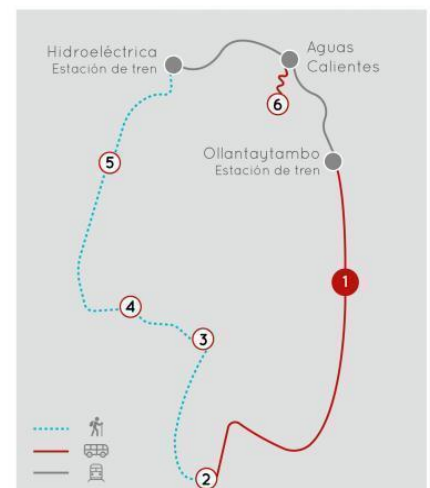 Hidroeléctrica
Estación de tren
Aguas
Calientes
6
Ollantaytambo
Estación de tren
5
1
4
3
2